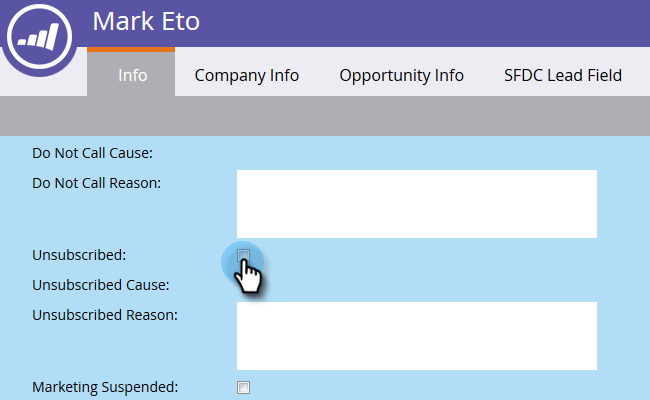 Mark Eto
Info Company Info Opportunity Info SFDC Lead Field
Do Not Call Cause:
Do Not Call Reason:
Unsubscribed:
Unsubscribed Cause:
Unsubscribed Reason:
Marketing Suspended: